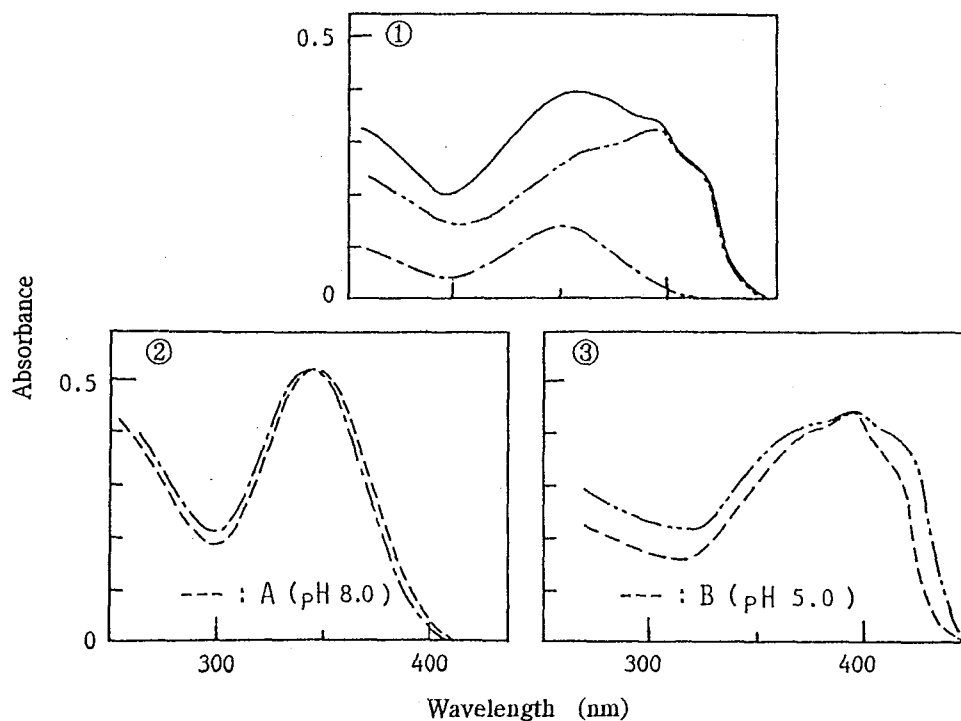 ①
0.5
0
Absorbance
②
0.5
0
---- : A (pH 8.0)
300
400
③
---- : B (pH 5.0)
300
400
Wavelength (nm)